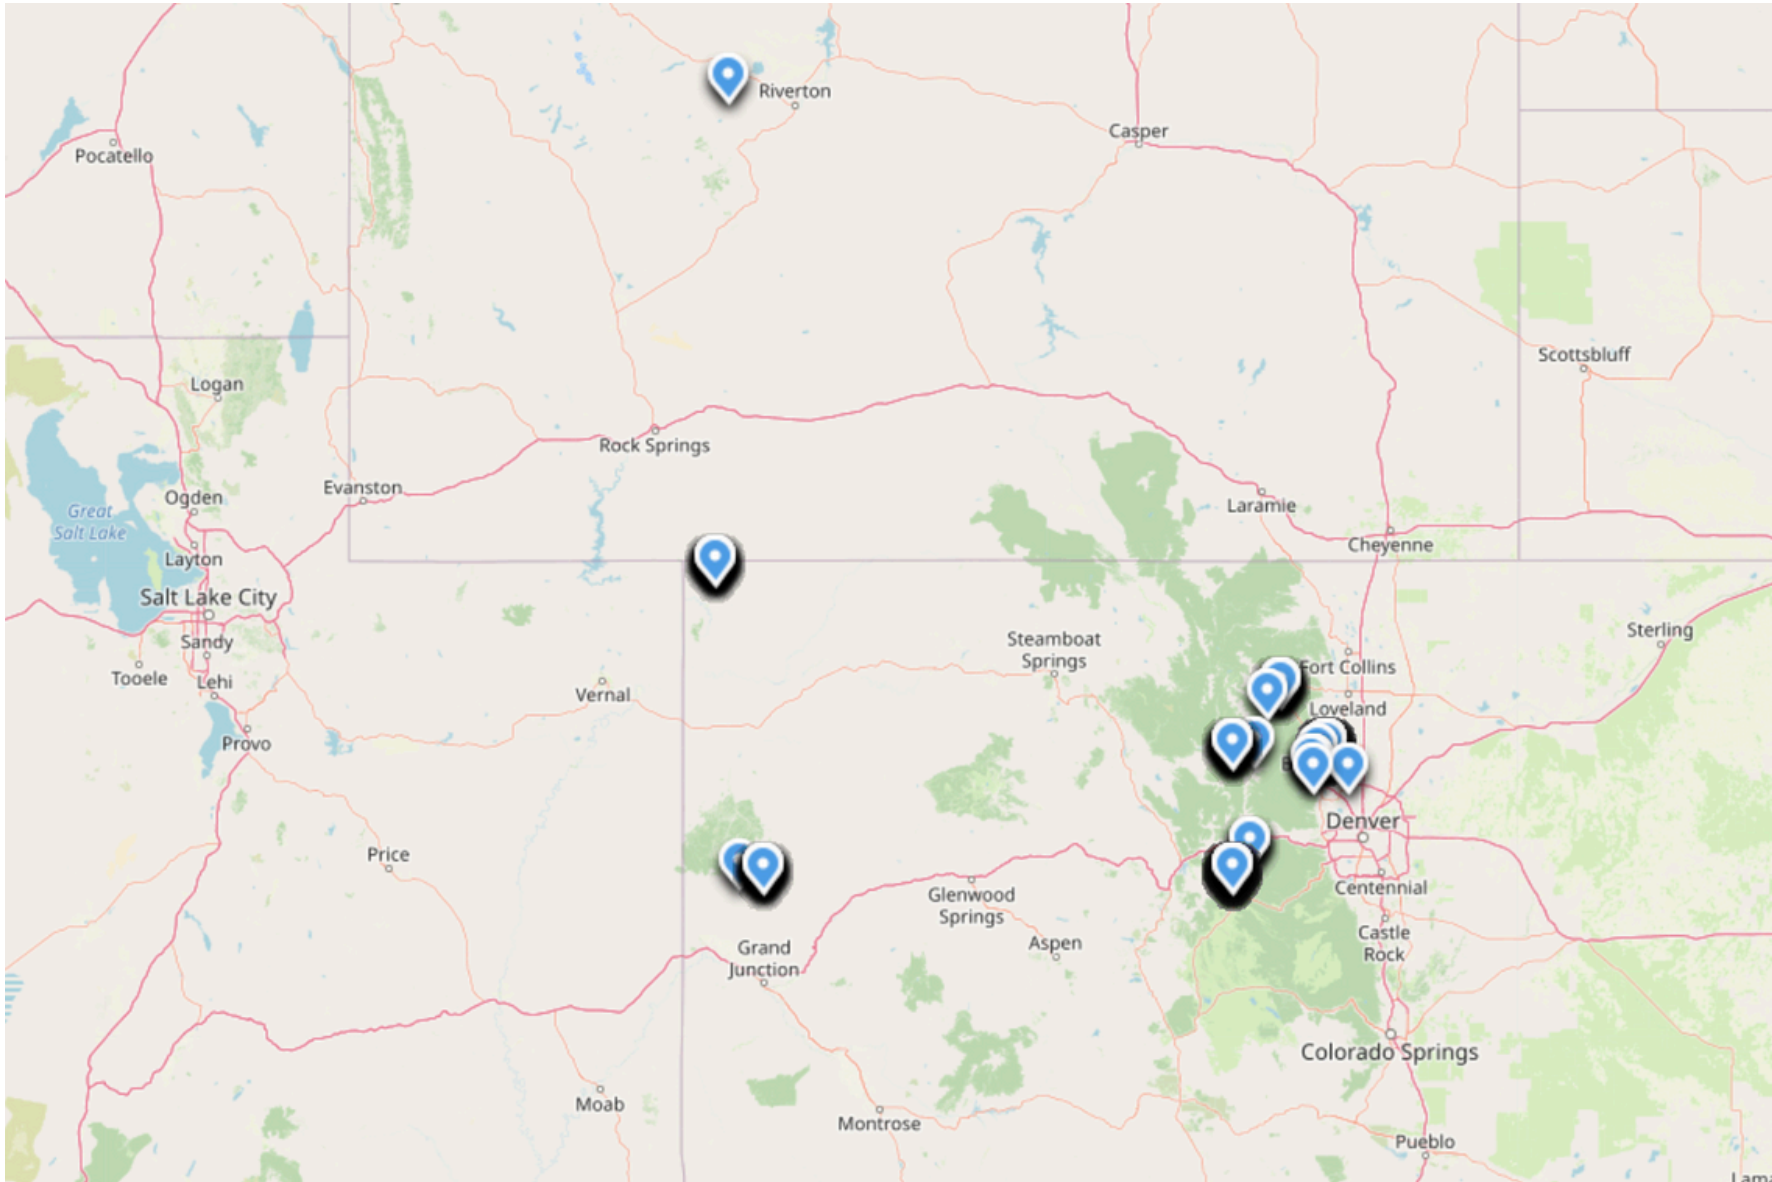 Riverton
Casper
Pocatello
Scottsbluff
Logan
Rock Springs
Evanston
Ogden
Great
Salt Lake
Laramie
Cheyenne
Layton
Salt Lake City
Sandy
Steamboat
Springs
Sterling
Fort Collins
Tooele
Lehi
Vernal
Loveland
Provo
Denver
Price
Centennial
Glenwood
Springs
Castle
Rock
Aspen
Grand
Junction
Colorado Springs
Moab
Montrose
Pueblo